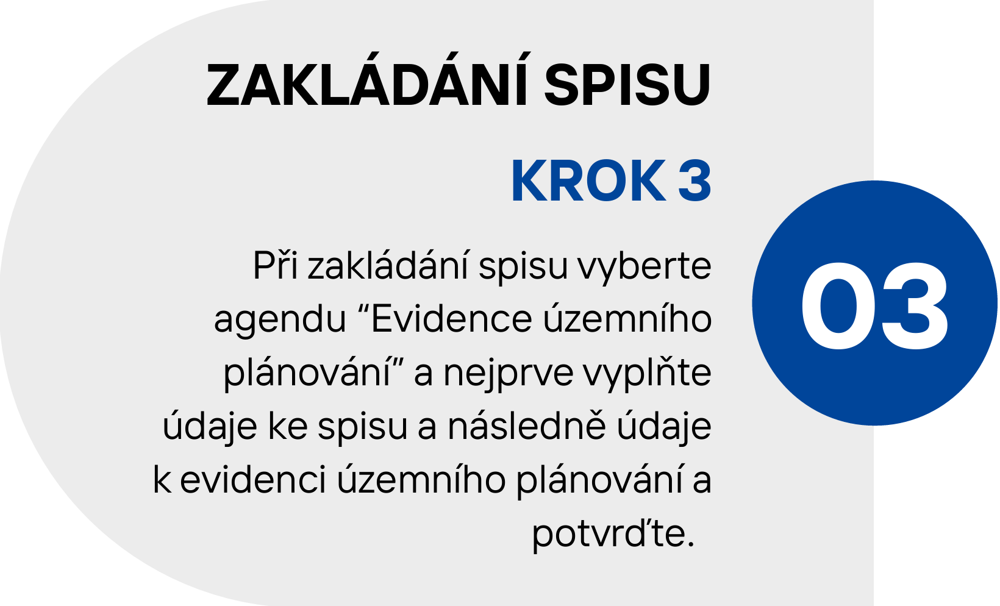 ZAKLÁDÁNÍ SPISU
KROK 3
Při zakládání spisu vyberte
agendu “Evidence územního
plánování” a nejprve vyplňte
údaje ke spisu a následně údaje
k evidenci územního plánování a
potvrďte.
03